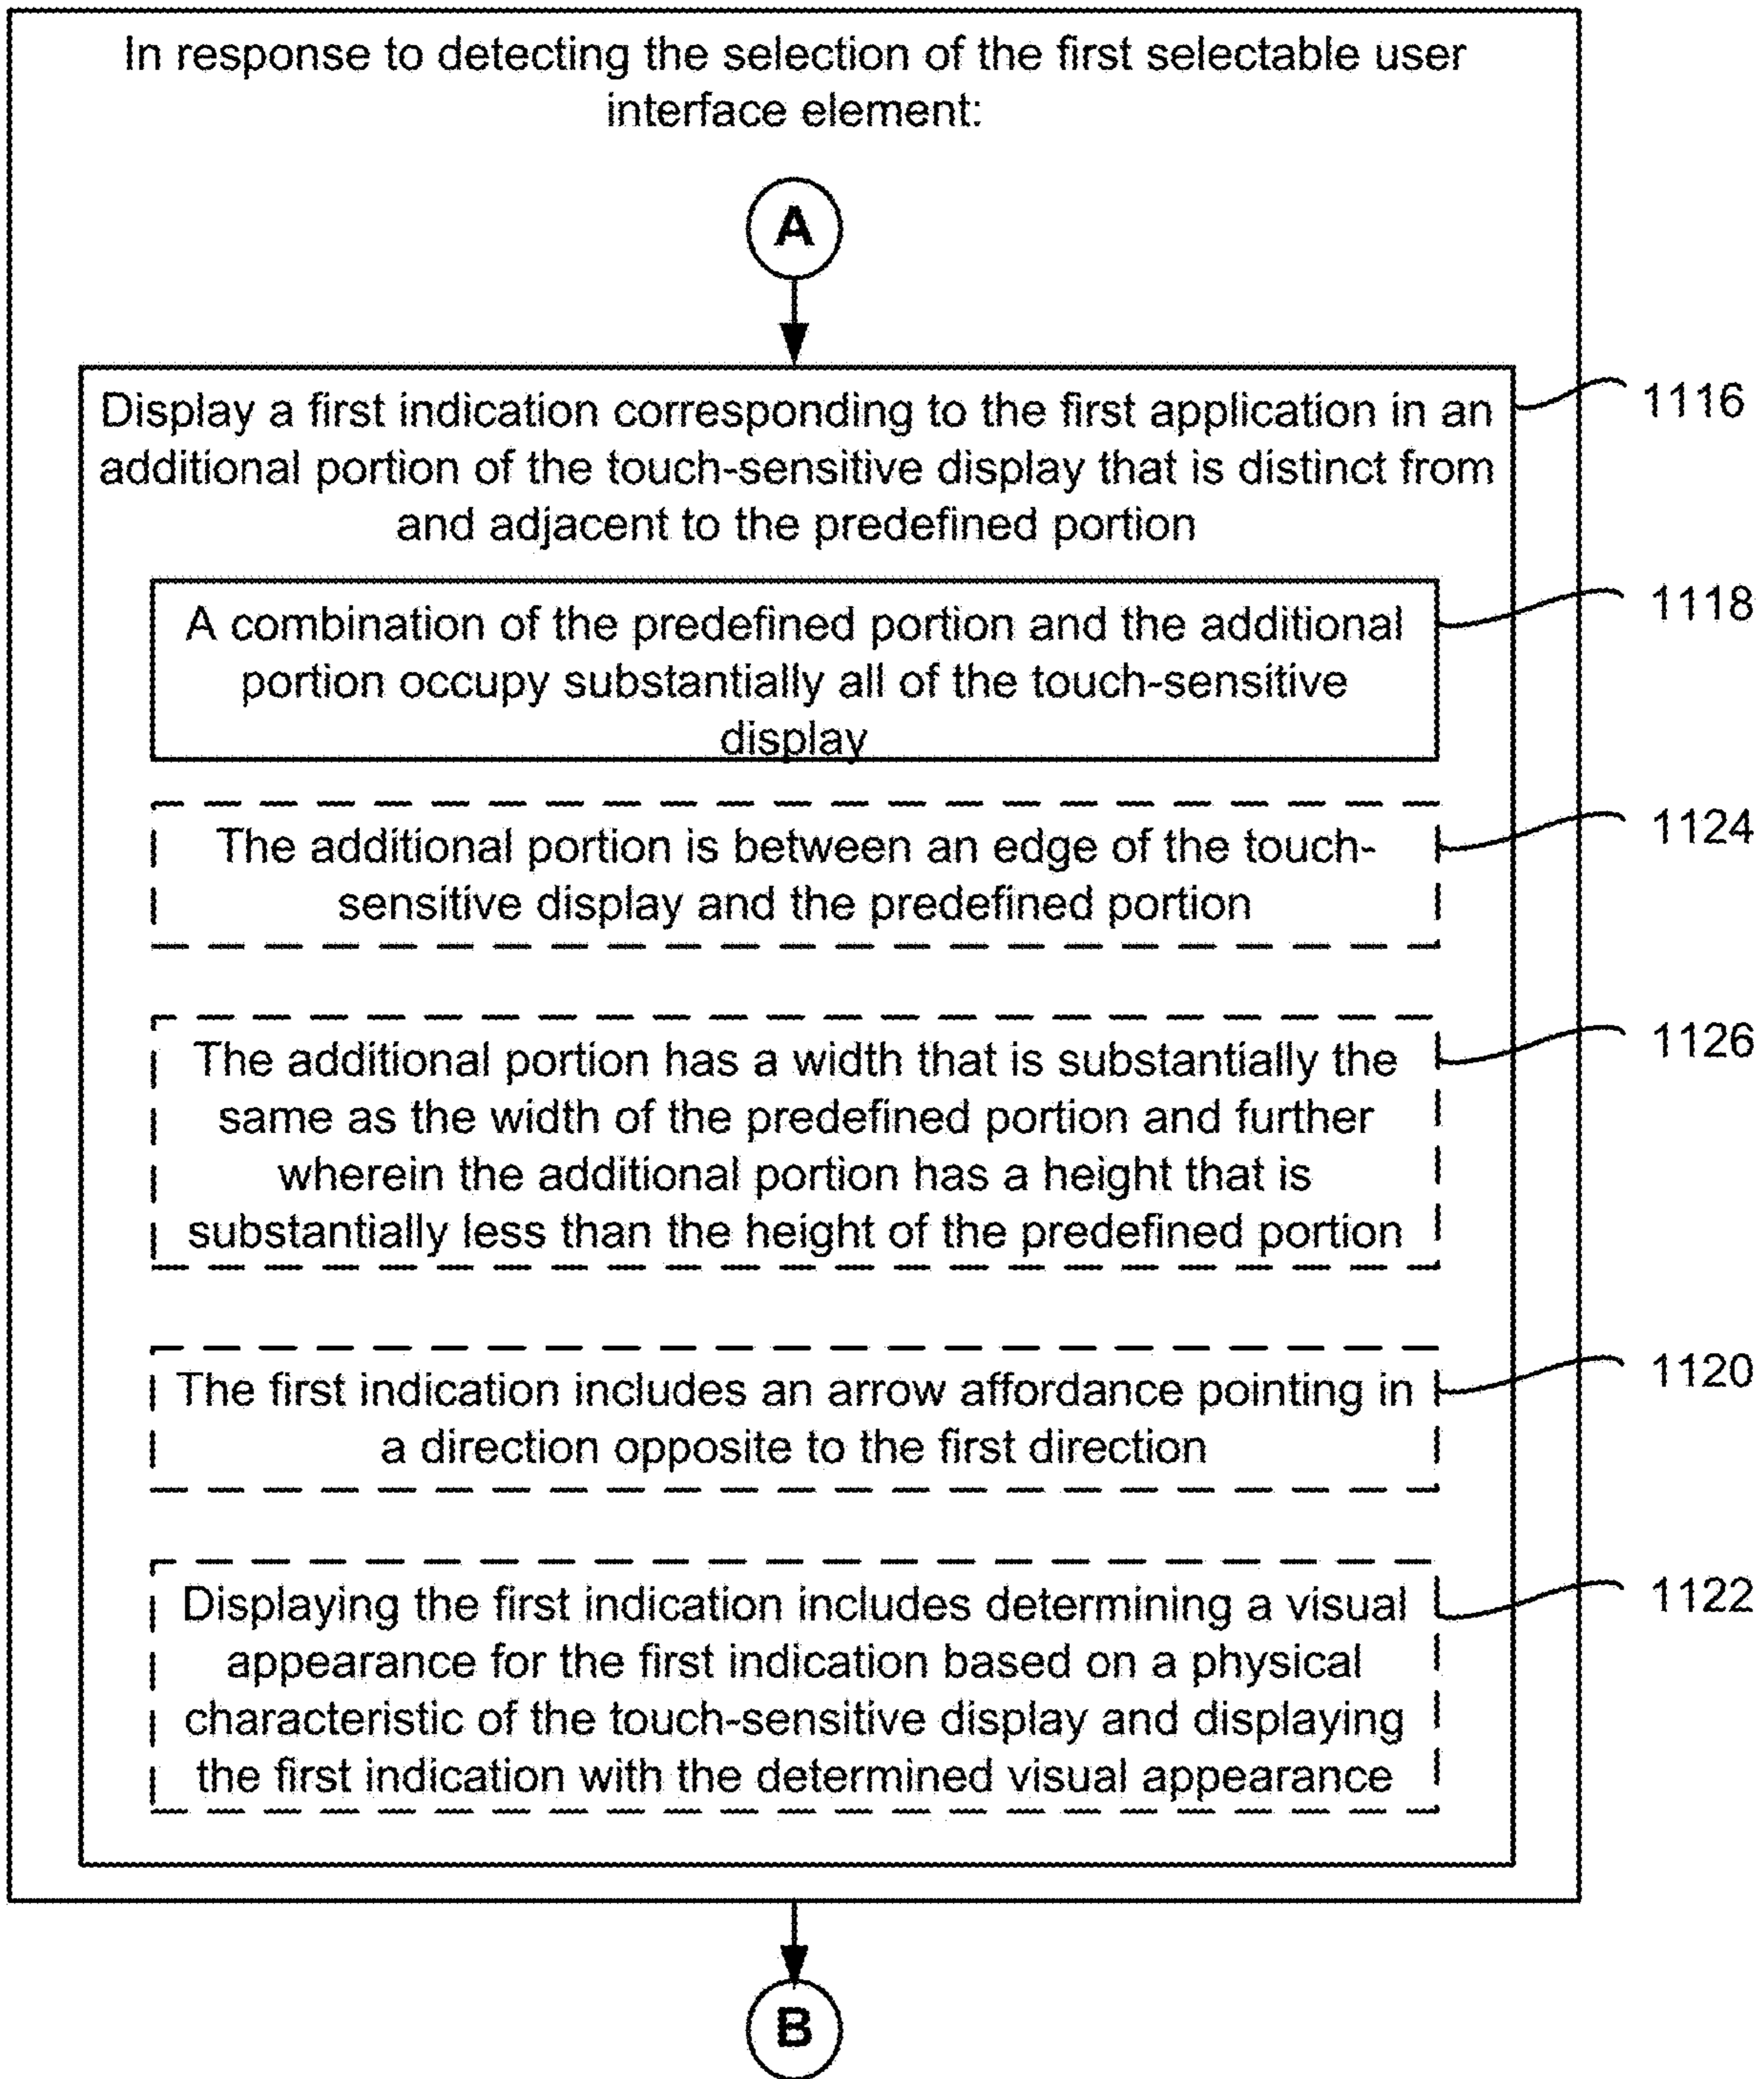 In response to detecting the selection of the first selectable user
interface element:
A
Display a first indication corresponding to the first application in an
additional portion of the touch-sensitive display that is distinct from
and adjacent to the predefined portion
1116
A combination of the predefined portion and the additional
portion occupy substantially all of the touch-sensitive
display
1118
The additional portion is between an edge of the touch-
sensitive display and the predefined portion
1124
The additional portion has a width that is substantially the
same as the width of the predefined portion and further
wherein the additional portion has a height that is
substantially less than the height of the predefined portion
1126
The first indication includes an arrow affordance pointing in
a direction opposite to the first direction
1120
Displaying the first indication includes determining a visual
appearance for the first indication based on a physical
characteristic of the touch-sensitive display and displaying
the first indication with the determined visual appearance
1122
B